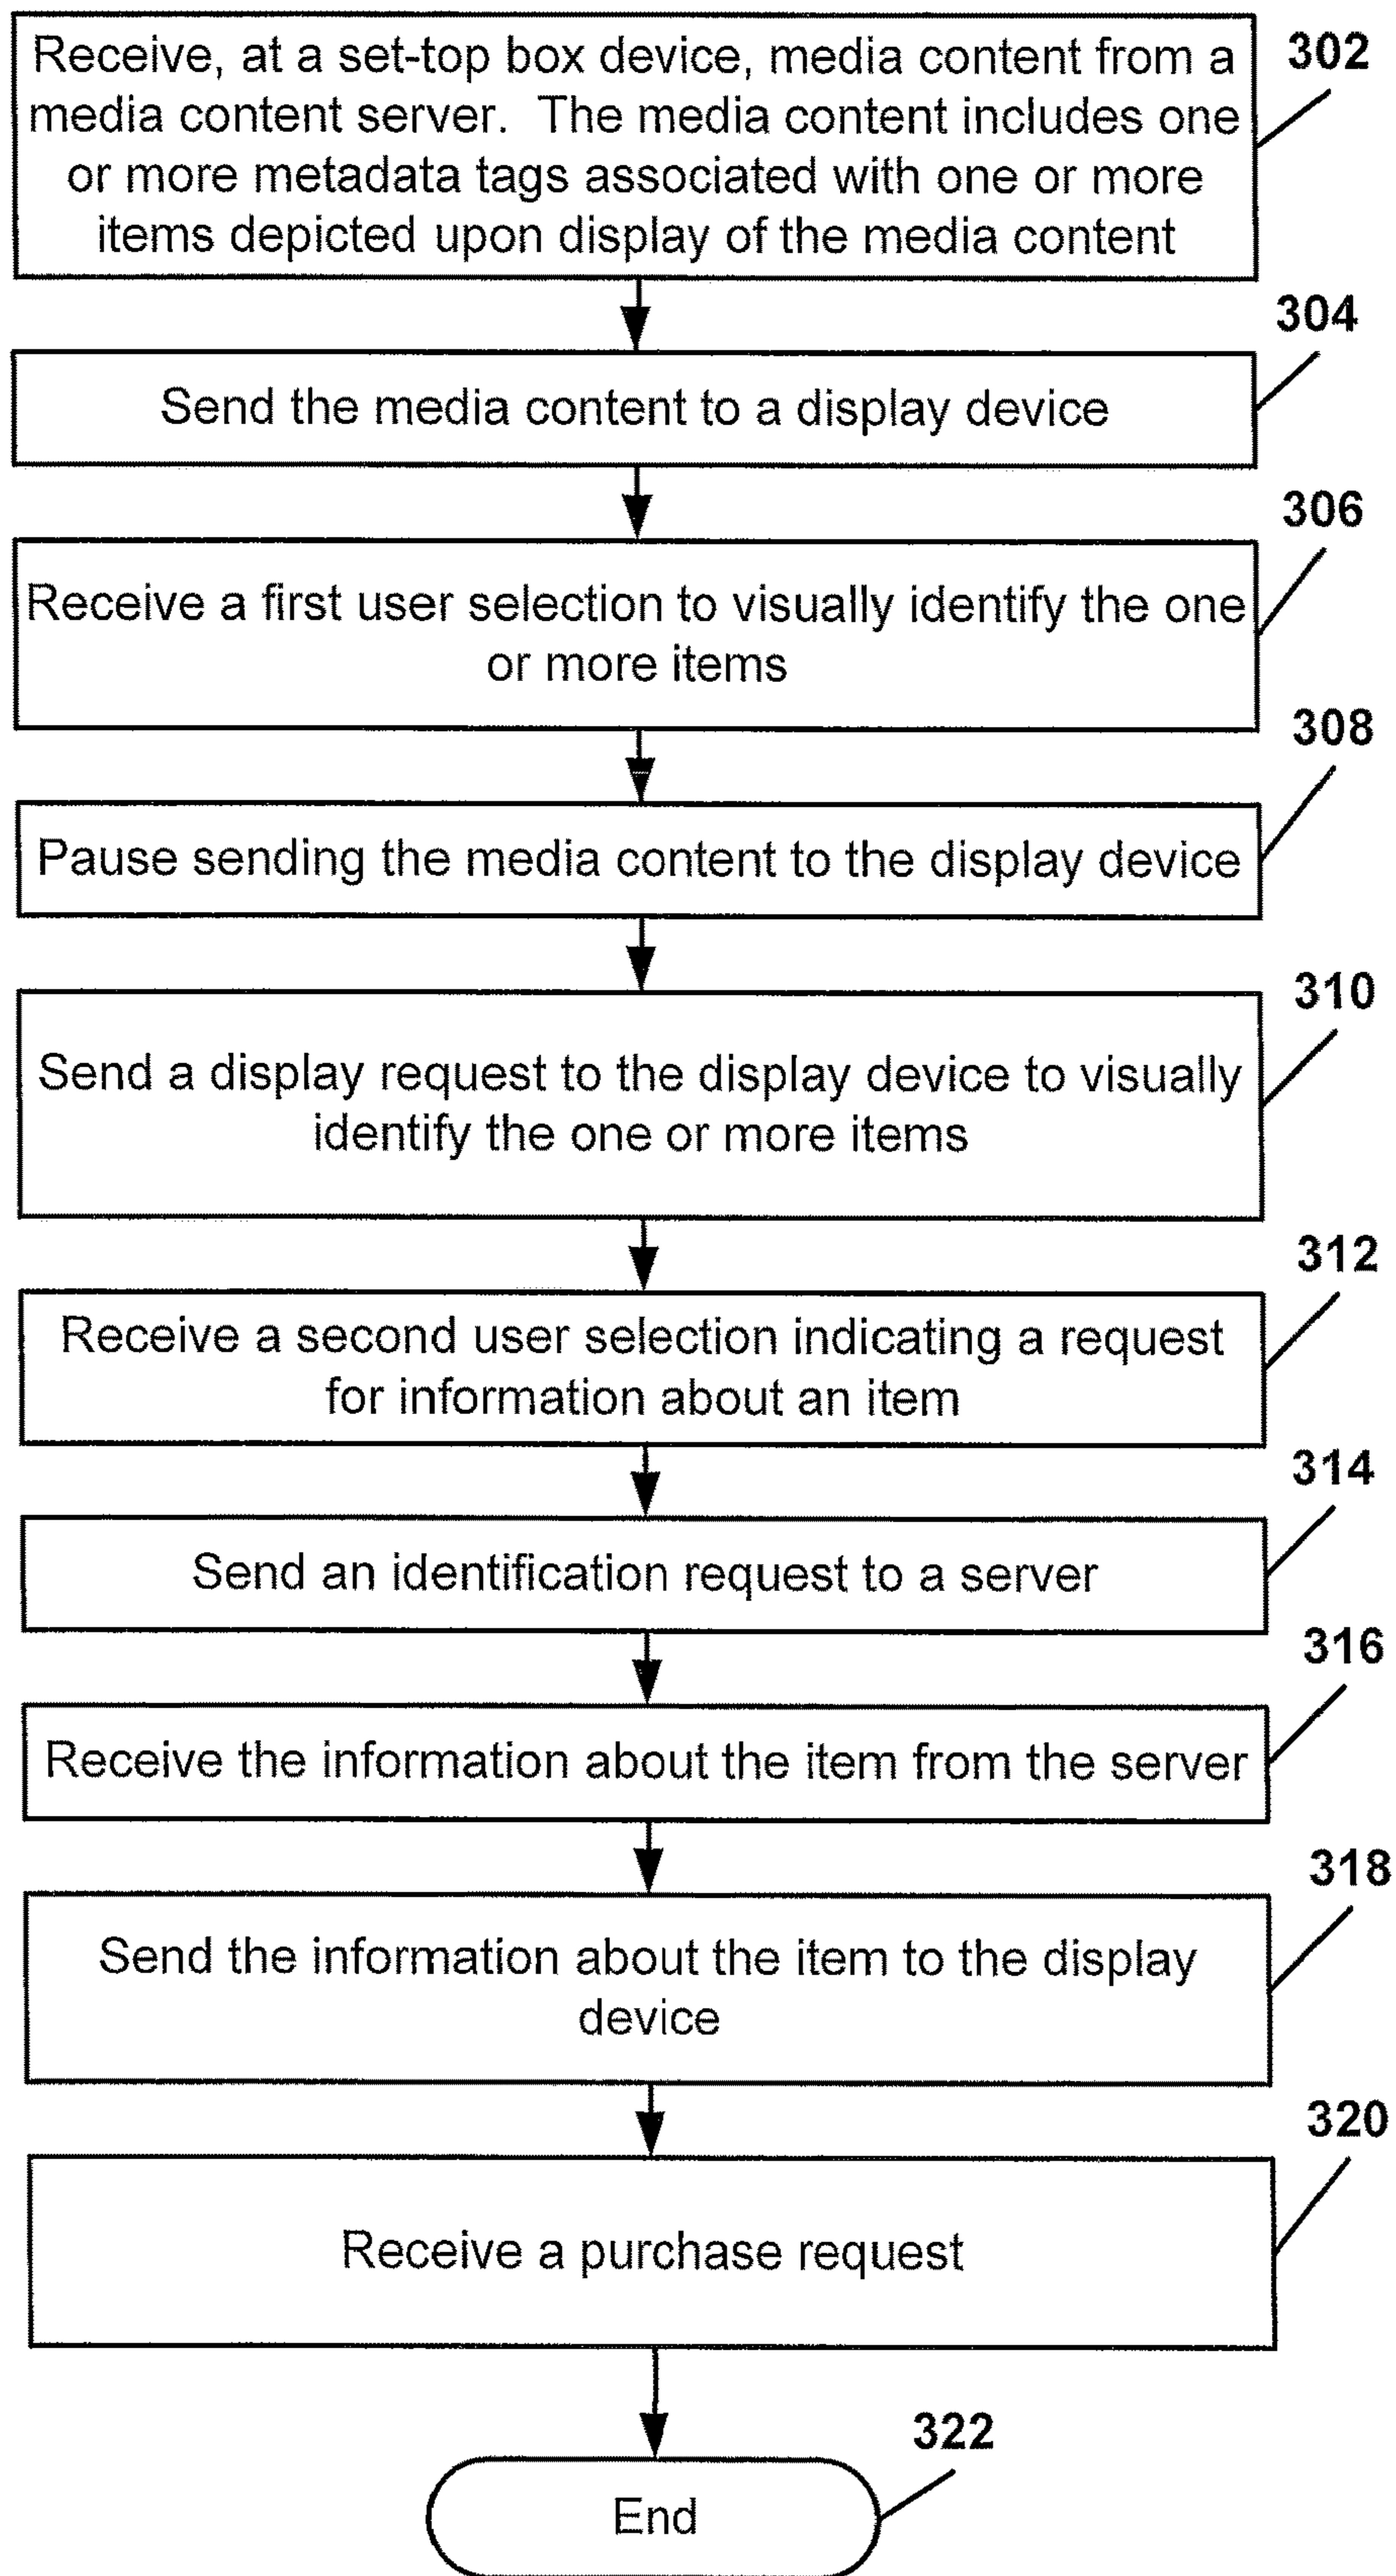 Receive, at a set-top box device, media content from a
media content server. The media content includes one
or more metadata tags associated with one or more
items depicted upon display of the media content
302
304
Send the media content to a display device
306
Receive a first user selection to visually identify the one
or more items
308
Pause sending the media content to the display device
310
Send a display request to the display device to visually
identify the one or more items
312
Receive a second user selection indicating a request
for information about an item
314
Send an identification request to a server
316
Receive the information about the item from the server
318
Send the information about the item to the display
device
320
Receive a purchase request
322
End